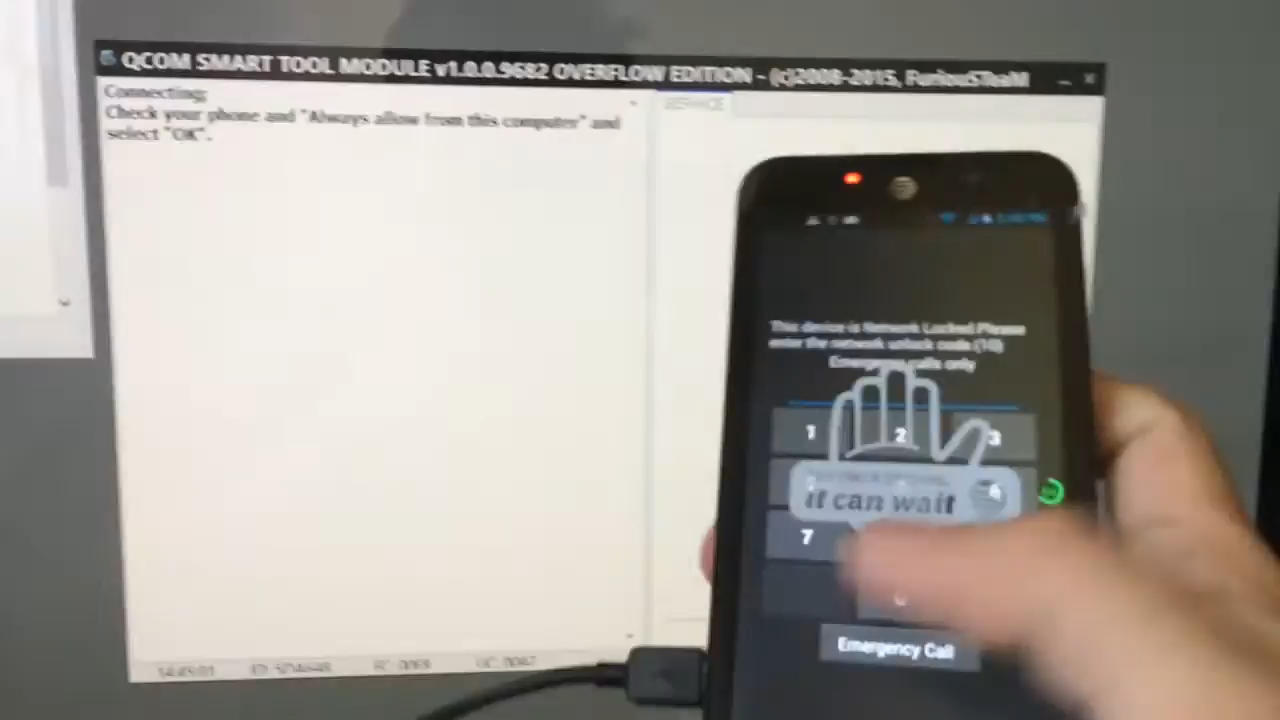 QCOM SMART TOOL MODULE v1.0.0.9682 OVERFLOW EDITION - (c)2008-2015, FuriouSTeaM
Connecting:
Check your phone and "Always allow from this computer" and
select "OK".
SERVICE
This device is Network Locked.Please
enter the network unlock code.(10)
Emergency calls only
1
2
3
it can wait
7
Emergency Call